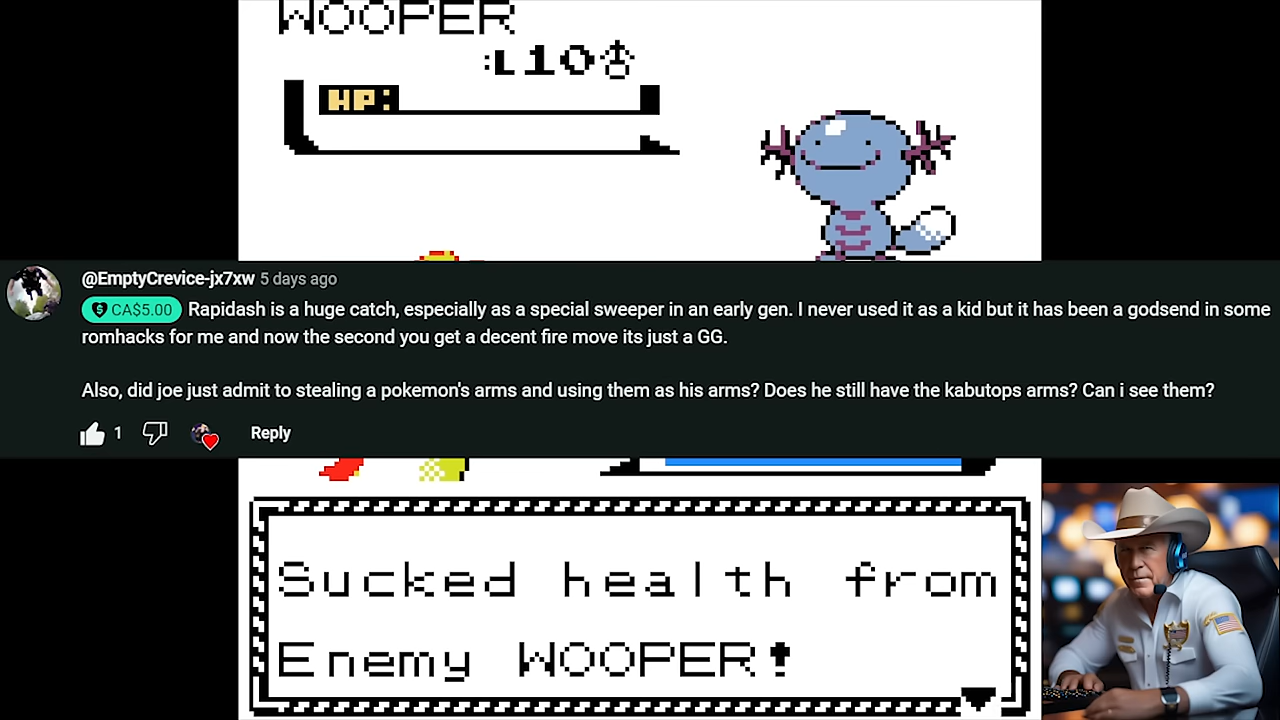 WOOPER
:L10♂
HP:
@EmptyCrevice-jx7xw 5 days ago
CA$5.00 Rapidash is a huge catch, especially as a special sweeper in an early gen. I never used it as a kid but it has been a godsend in some
romhacks for me and now the second you get a decent fire move its just a GG.
Also, did joe just admit to stealing a pokemon's arms and using them as his arms? Does he still have the kabutops arms? Can i see them?
1 Reply
Sucked health from
Enemy WOOPER!